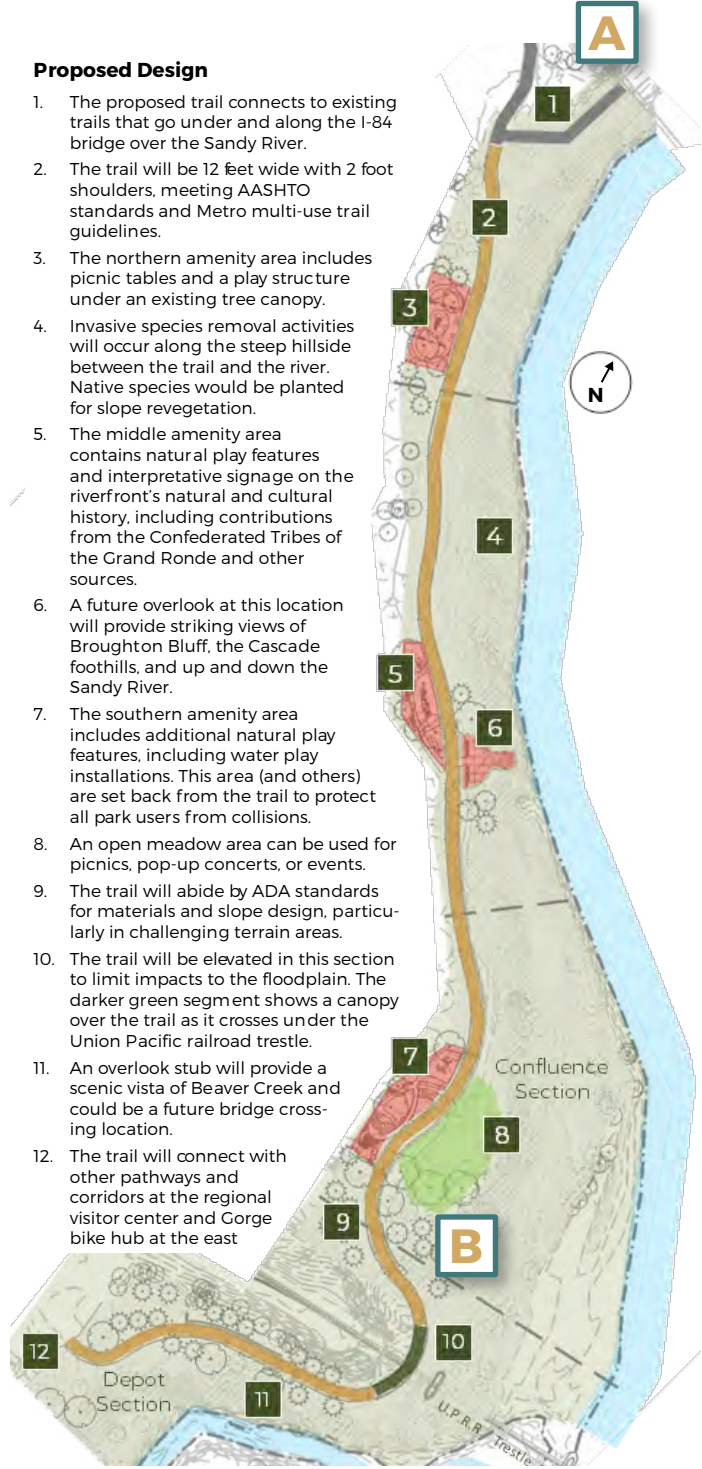 A
Proposed Design
1. The proposed trail connects to existing
trails that go under and along the I-84
bridge over the Sandy River.
2. The trail will be 12 feet wide with 2 foot
shoulders, meeting AASHTO
standards and Metro multi-use trail
guidelines.
3. The northern amenity area includes
picnic tables and a play structure
under an existing tree canopy.
4. Invasive species removal activities
will occur along the steep hillside
between the trail and the river.
Native species would be planted
for slope revegetation.
5. The middle amenity area
contains natural play features
and interpretative signage on the
riverfront's natural and cultural
history, including contributions
from the Confederated Tribes of
the Grand Ronde and other
sources.
6. A future overlook at this location
will provide striking views of
Broughton Bluff, the Cascade
foothills, and up and down the
Sandy River.
7. The southern amenity area
includes additional natural play
features, including water play
installations. This area (and others)
are set back from the trail to protect
all park users from collisions.
8. An open meadow area can be used for
picnics, pop-up concerts, or events.
9. The trail will abide by ADA standards
for materials and slope design, particu-
larly in challenging terrain areas.
10. The trail will be elevated in this section
to limit impacts to the floodplain. The
darker green segment shows a canopy
over the trail as it crosses under the
Union Pacific railroad trestle.
11. An overlook stub will provide a
scenic vista of Beaver Creek and
could be a future bridge cross-
ing location.
12. The trail will connect with
other pathways and
corridors at the regional
visitor center and Gorge
bike hub at the east
1
2
3
N
4
5
6
7
Confluence
Section
8
9
B
10
12
Depot
Section
11
U.P.R.R. Trestle